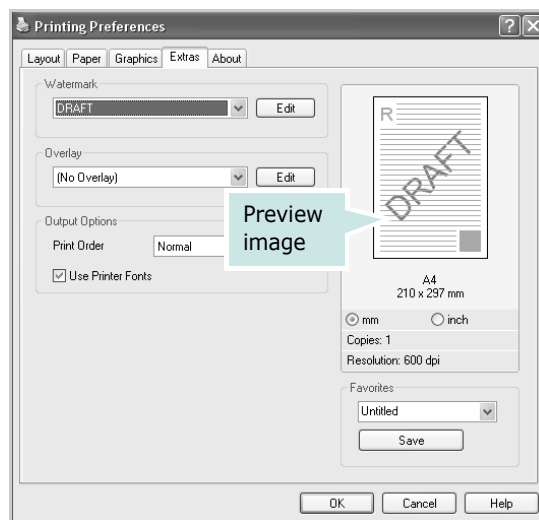 Printing Preferences
Layout Paper Graphics Extras About
Watermark
DRAFT Edit
Overlay
(No Overlay) Edit
Output Options
Print Order Normal
Use Printer Fonts
Preview
image
R
DRAFT
A4
210 x 297 mm
mm inch
Copies: 1
Resolution: 600 dpi
Favorites
Untitled
Save
OK Cancel Help